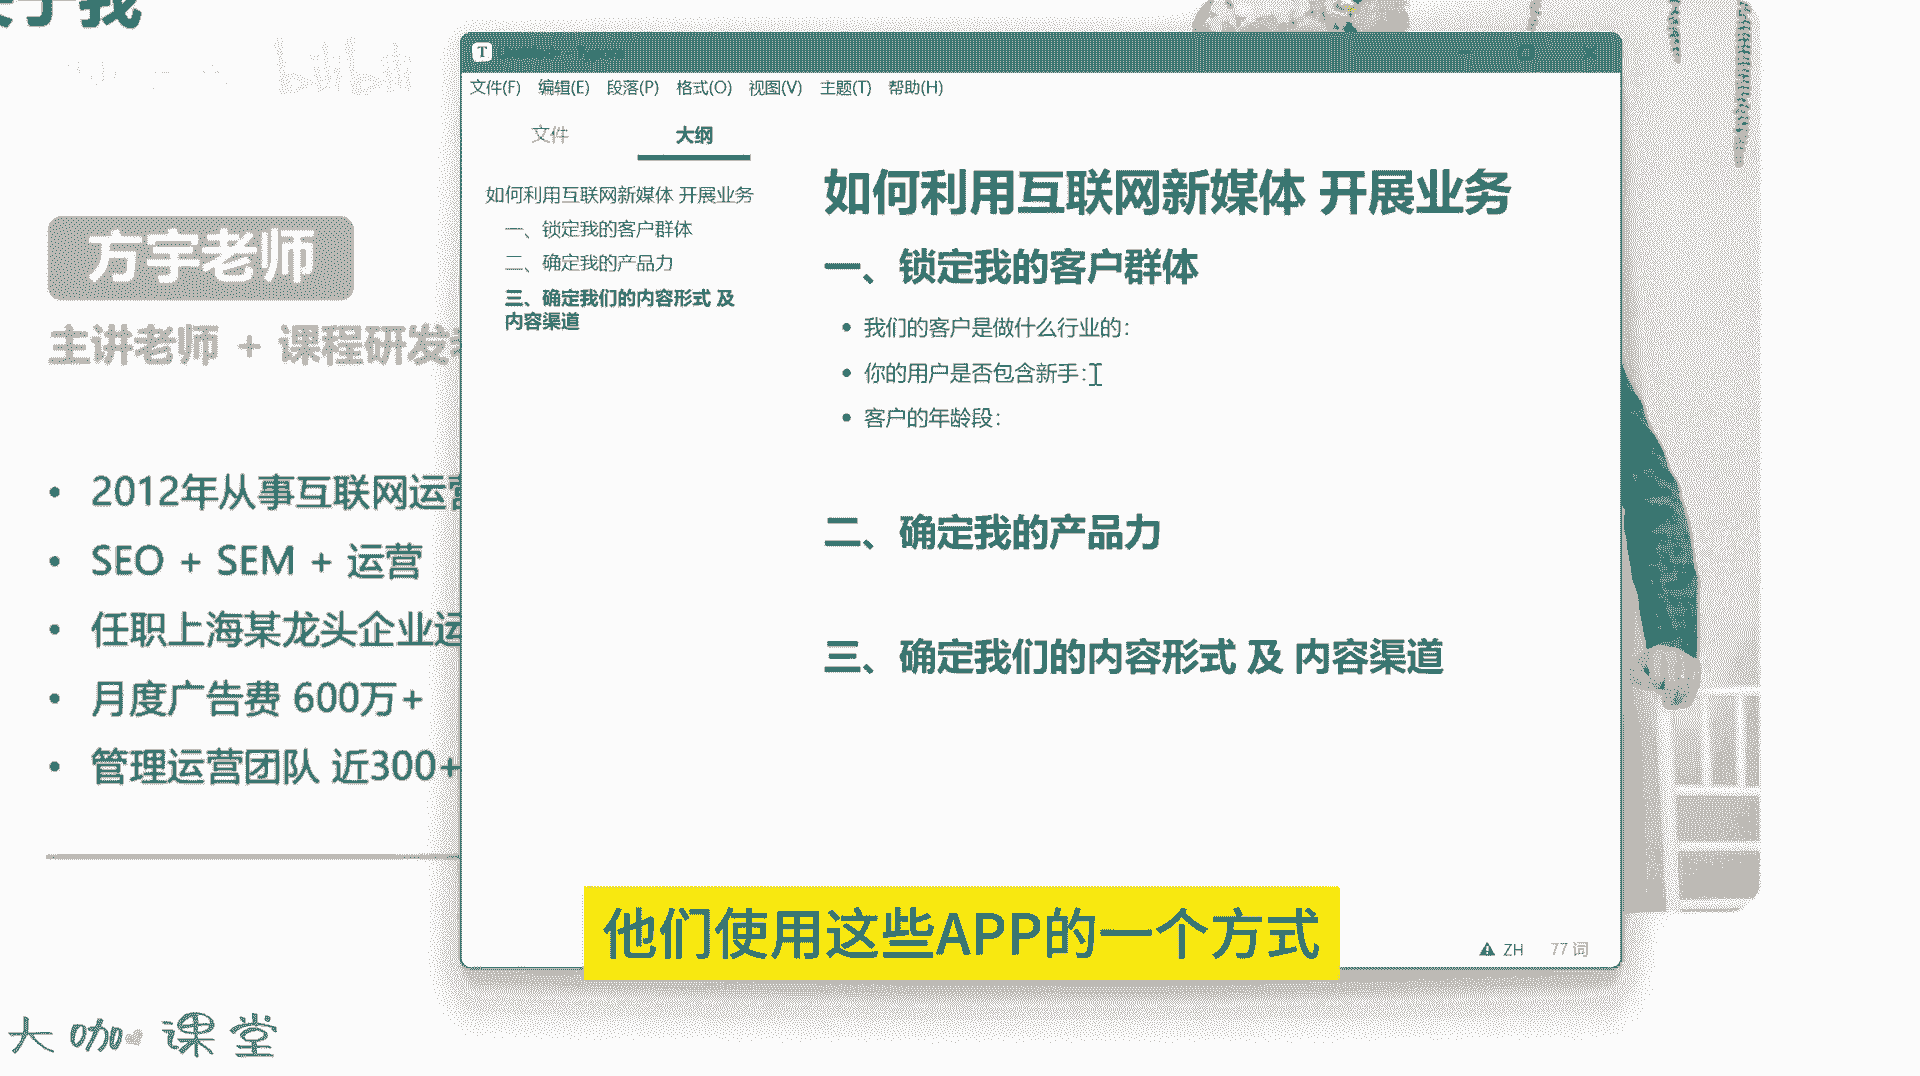 关于我
bilibili
方宇老师
主讲老师 + 课程研发
2012年从事互联网运营
SEO + SEM + 运营
任职上海某龙头企业运
月度广告费 600万+
管理运营团队 近300+
大咖课堂
T
文件(F) 编辑(E) 段落(P) 格式(O) 视图(V) 主题(T) 帮助(H)
文件 大纲
如何利用互联网新媒体 开展业务
一、锁定我的客户群体
二、确定我的产品力
三、确定我们的内容形式 及
内容渠道
如何利用互联网新媒体 开展业务
一、锁定我的客户群体
我们的客户是做什么行业的:
你的用户是否包含新手:
客户的年龄段:
二、确定我的产品力
三、确定我们的内容形式 及 内容渠道
ZH 77 词
他们使用这些APP的一个方式